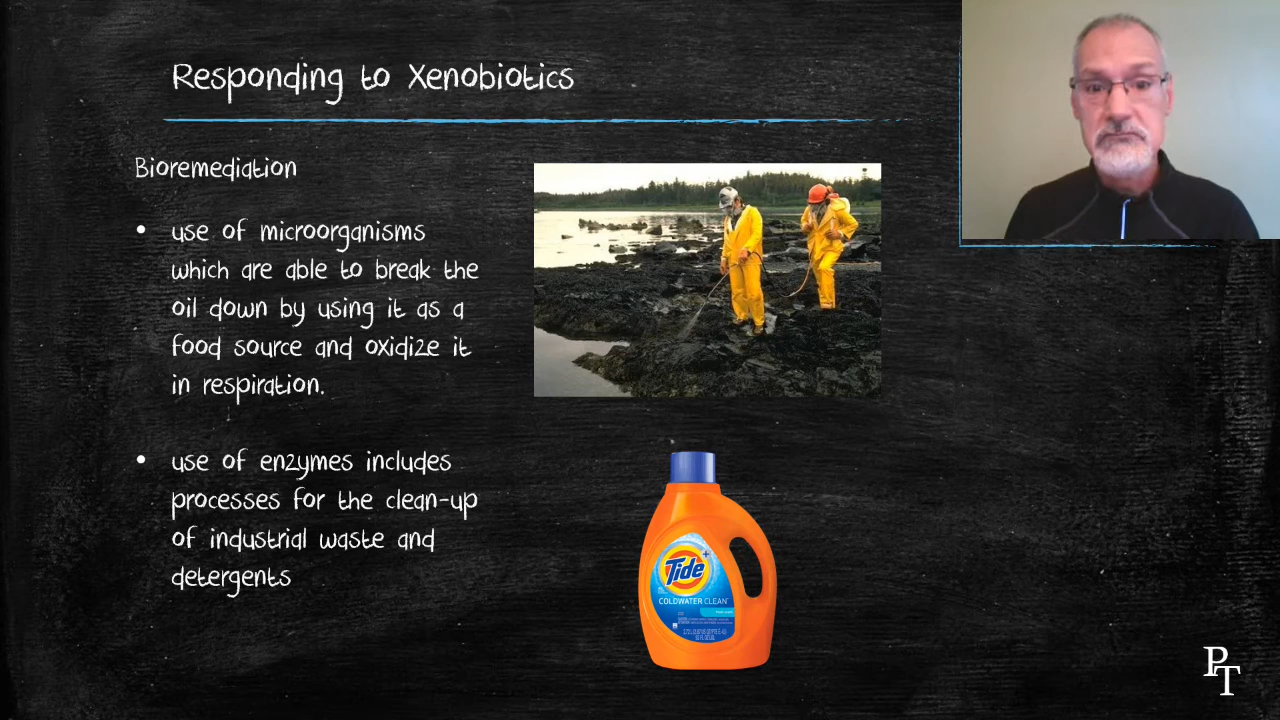 Responding to Xenobiotics
Bioremediation
• use of microorganisms
which are able to break the
oil down by using it as a
food source and oxidize it
in respiration.
• use of enzymes includes
processes for the clean-up
of industrial waste and
detergents
+
Tide
COLDWATER CLEAN
PT